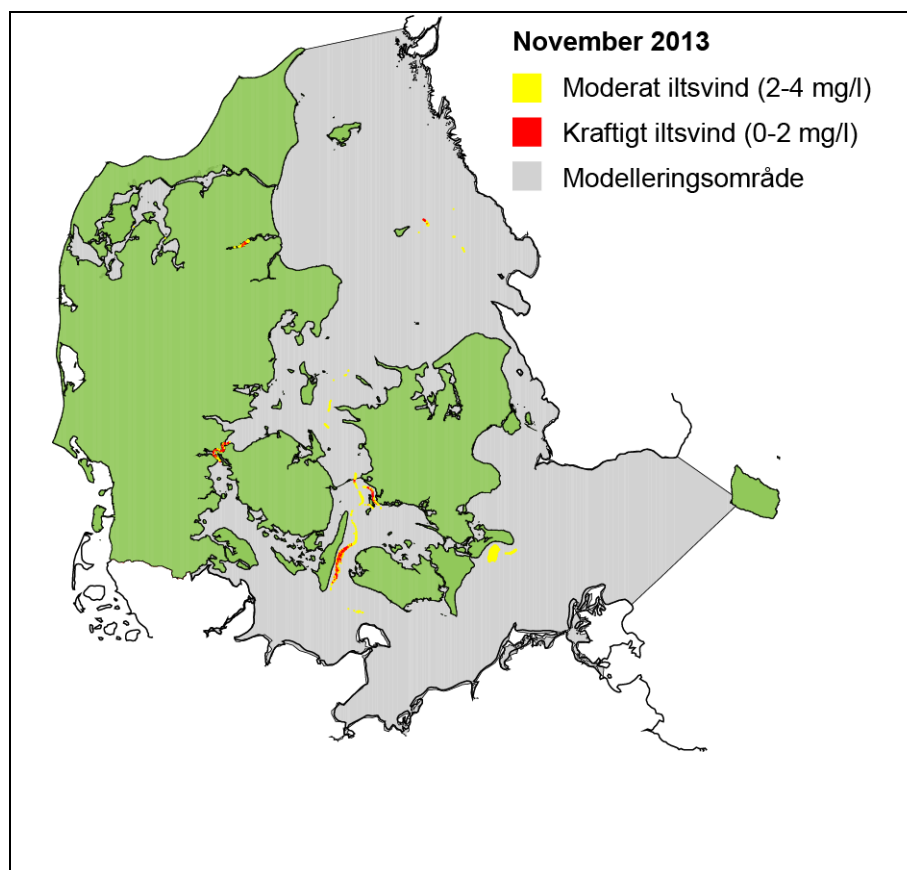 November 2013
Moderat iltsvind (2-4 mg/l)
Kraftigt iltsvind (0-2 mg/l)
Modelleringsområde